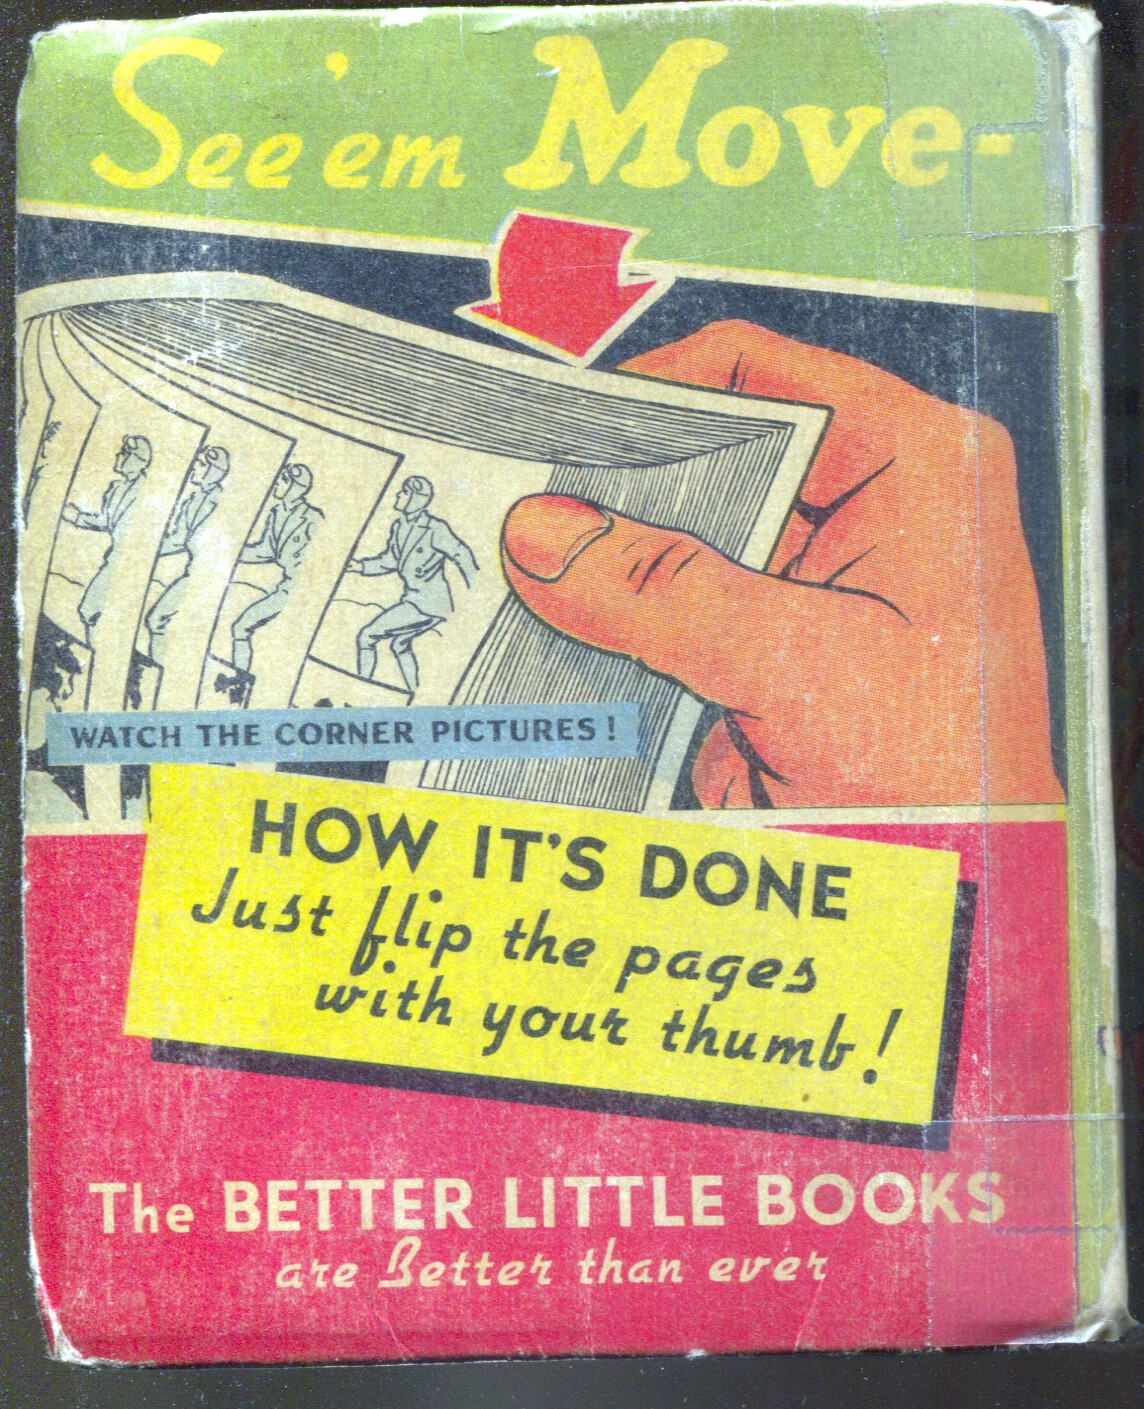 See 'em Move-
WATCH THE CORNER PICTURES!
HOW IT'S DONE
Just flip the pages
with your thumb!
The BETTER LITTLE BOOKS
are Better than ever